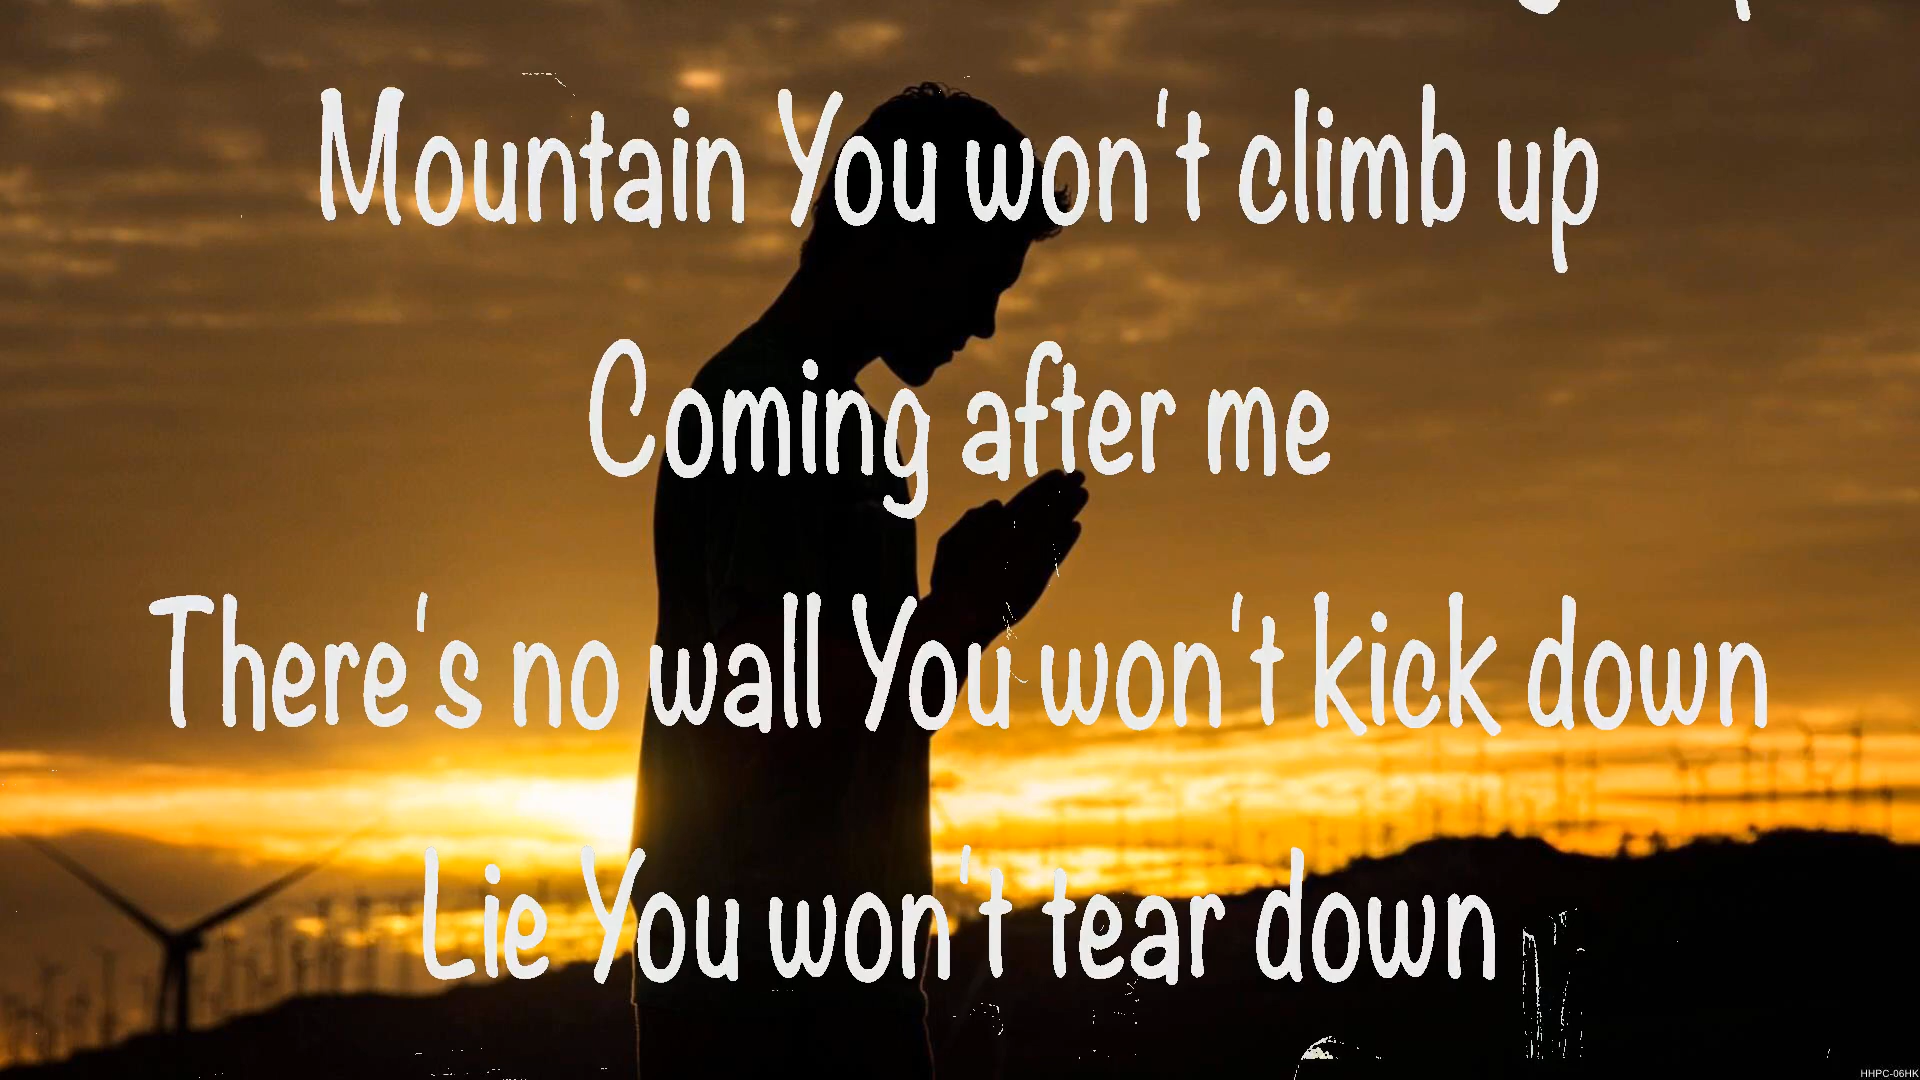 Mountain You won't climb up
Coming after me
There's no wall You won't kick down
Lie You won't tear down
HHPC-06HK